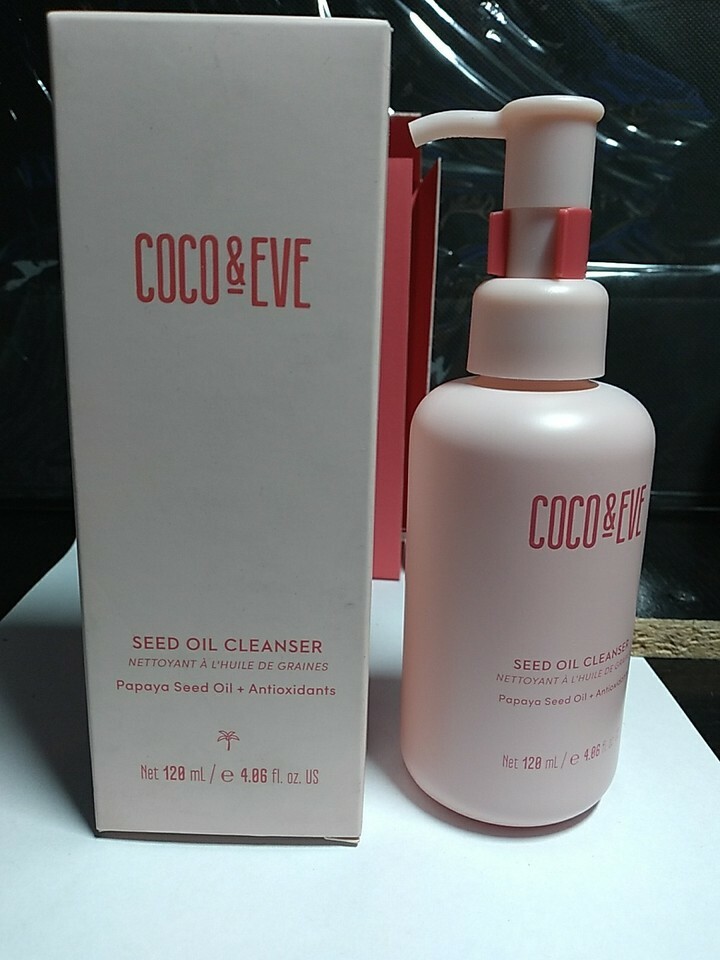 COCO & EVE
SEED OIL CLEANSER
NETTOYANT À L'HUILE DE GRAINES
Papaya Seed Oil + Antioxidants
Net 120 mL / e 4.06 fl. oz. US
COCO & EVE
SEED OIL CLEANSER
NETTOYANT À L'HUILE DE
Papaya Seed Oil +
Net 120 mL / e 4.06 fl.